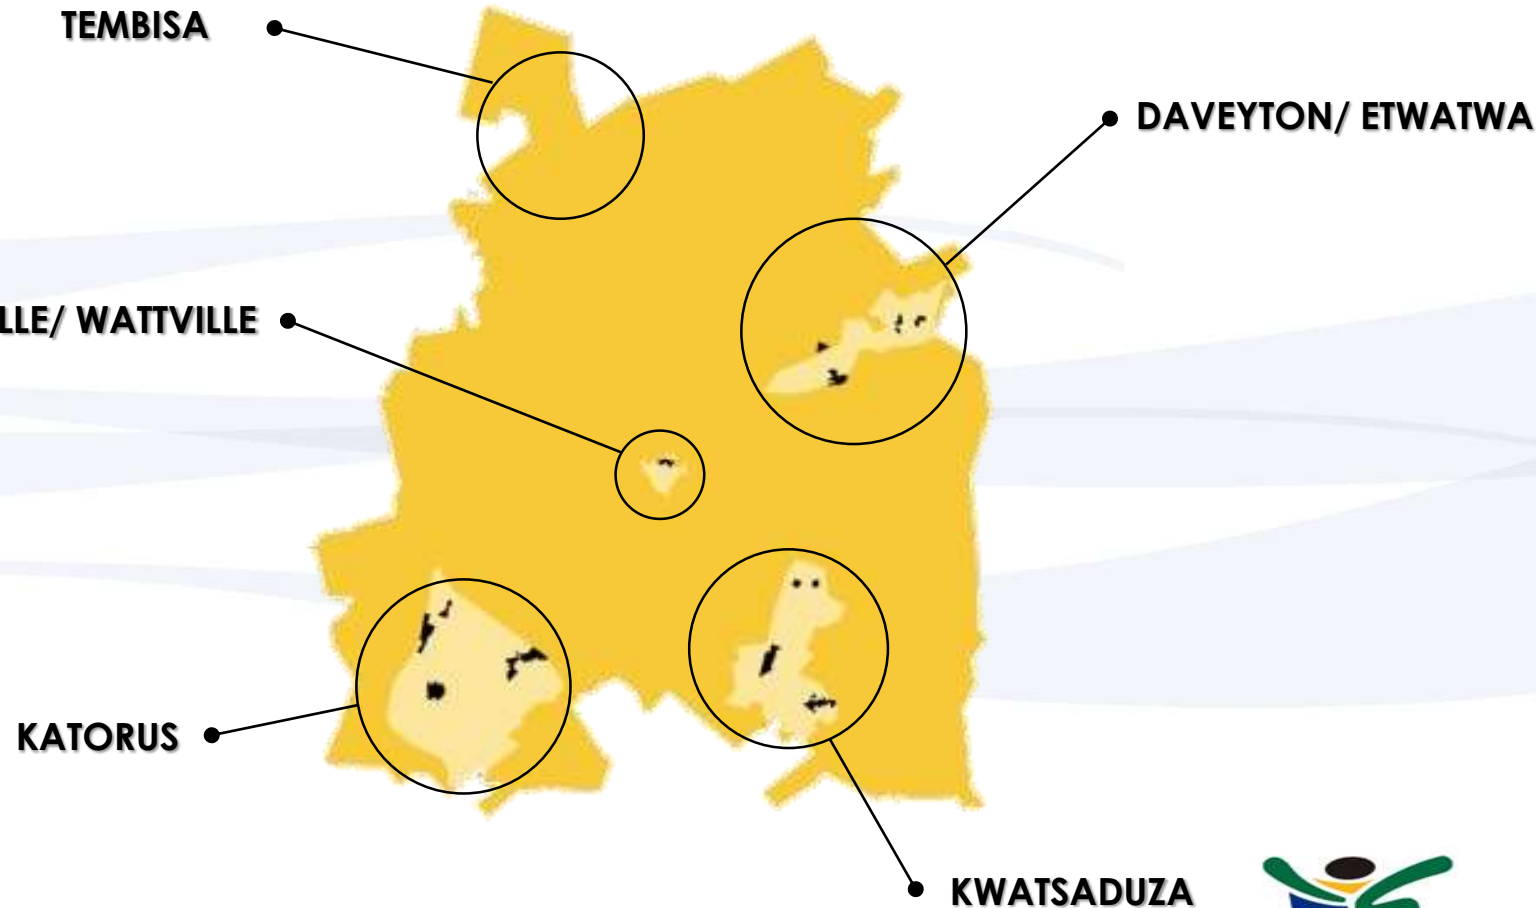 TEMBISA
DAVEYTON/ ETWATWA
LLE/ WATTVILLE
KATORUS
KWATSADUZA